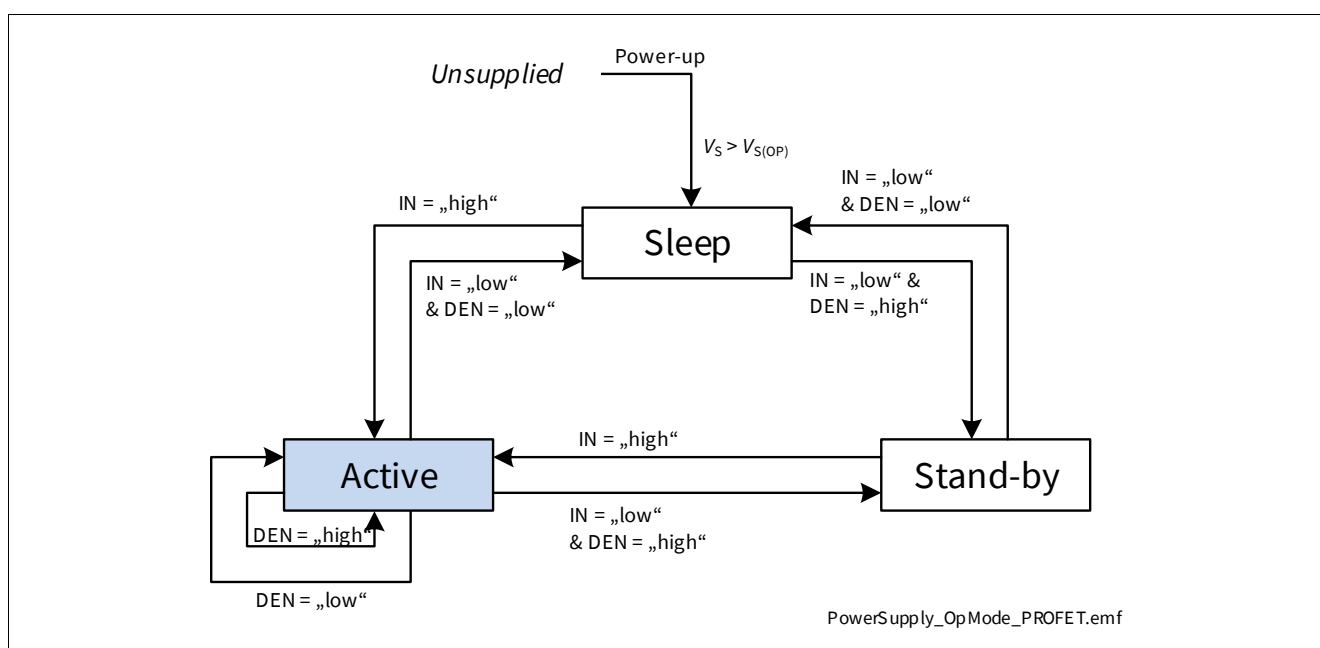 Power-up
Unsupplied
VS > VS(OP)
IN = „low“
& DEN = „low“
IN = „high“
Sleep
IN = „low“
& DEN = „low“
IN = „low“ &
DEN = „high“
IN = „high“
Active
Stand-by
IN = „low“
& DEN = „high“
DEN = „high“
DEN = „low“
PowerSupply_OpMode_PROFET.emf